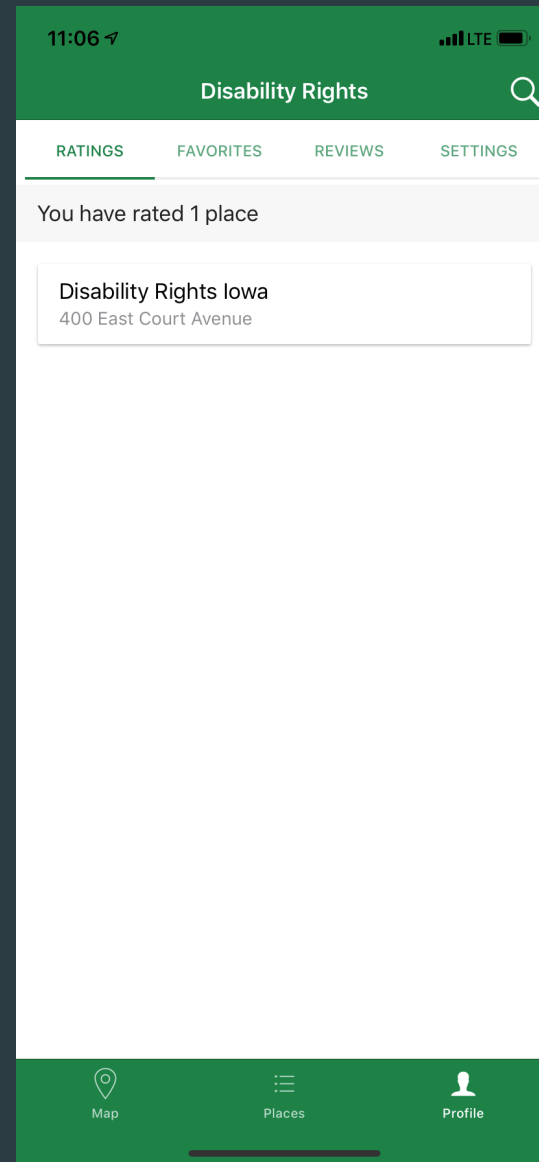 11:06 LTE
Disability Rights
RATINGS FAVORITES REVIEWS SETTINGS
You have rated 1 place
Disability Rights Iowa
400 East Court Avenue
Map Places Profile